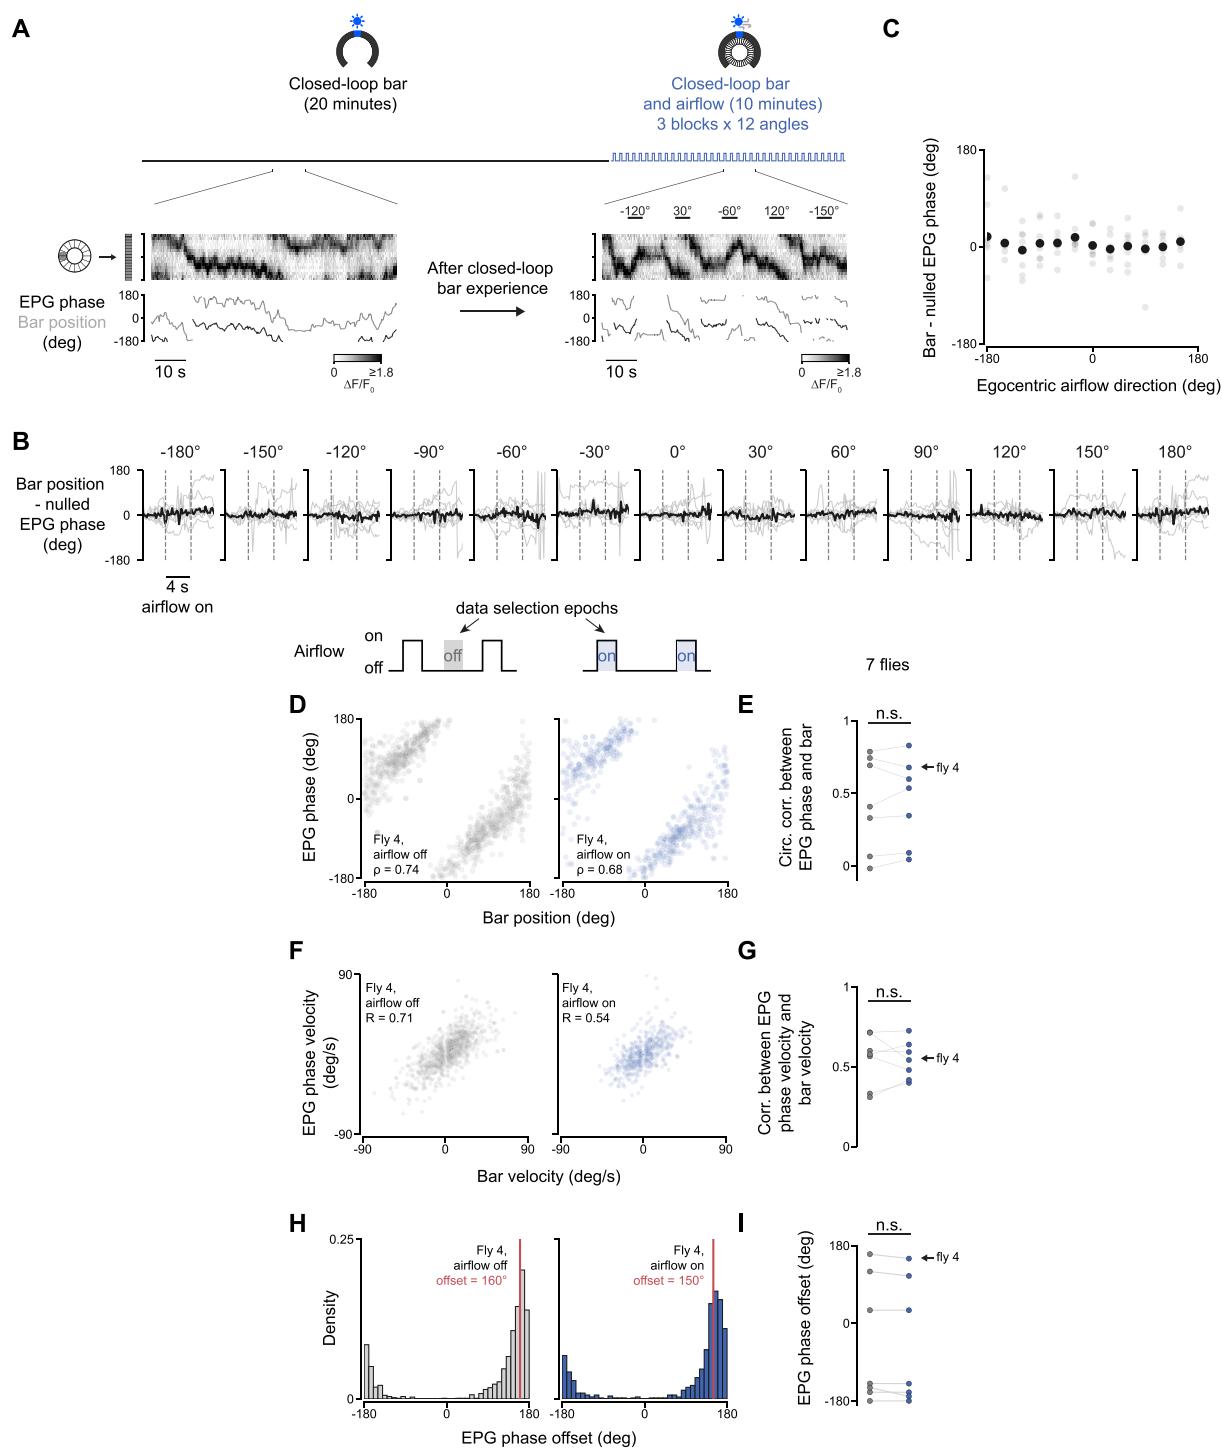 A
Closed-loop bar
(20 minutes)
Closed-loop bar
and airflow (10 minutes)
3 blocks x 12 angles
-120° 30° -60° 120° -150°
After closed-loop
bar experience
EPG phase
Bar position
(deg)
180
0
-180
10 s
0 ≥1.8
ΔF/F0
10 s
0 ≥1.8
ΔF/F0
C
Bar - nulled EPG phase (deg)
180
0
-180
-180 0 180
Egocentric airflow direction (deg)
B
-180° -150° -120° -90° -60° -30° 0° 30° 60° 90° 120° 150° 180°
Bar position
- nulled
EPG phase
(deg)
180
0
-180
4 s
airflow on
data selection epochs
Airflow
on
off
off
on
on
7 flies
D
EPG phase (deg)
180
0
-180
Fly 4,
airflow off
ρ = 0.74
Fly 4,
airflow on
ρ = 0.68
-180 0 180
-180 0 180
Bar position (deg)
E
Circ. corr. between
EPG phase and bar
1
0.5
0
n.s.
fly 4
F
EPG phase velocity
(deg/s)
90
-90
Fly 4,
airflow off
R = 0.71
Fly 4,
airflow on
R = 0.54
-90 0 90
-90 0 90
Bar velocity (deg/s)
G
Corr. between EPG
phase velocity and
bar velocity
1
0.5
0
n.s.
fly 4
H
Density
0.25
0
Fly 4,
airflow off
offset = 160°
Fly 4,
airflow on
offset = 150°
-180 0 180
-180 0 180
EPG phase offset (deg)
I
EPG phase offset (deg)
180
0
-180
n.s.
fly 4